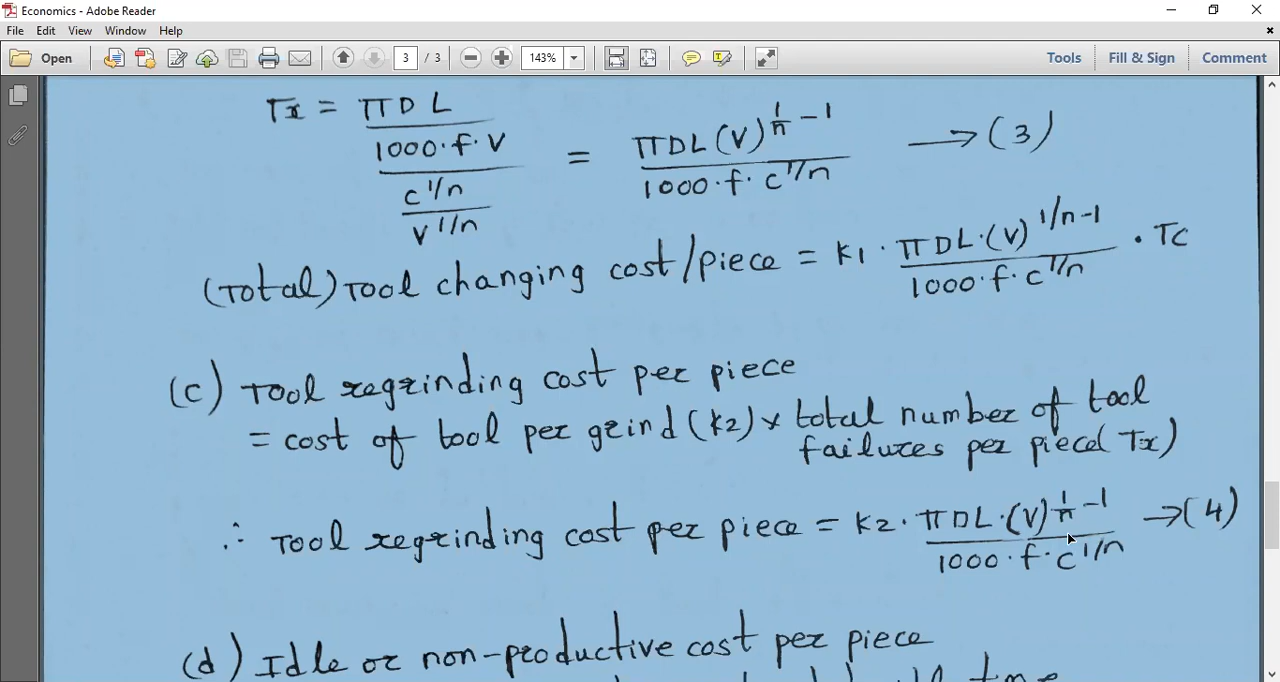 Economics - Adobe Reader
File Edit View Window Help
Open 3 / 3 143% Tools Fill & Sign Comment
Tx = πDL / 1000·f·V / C^1/n / V^1/n = πDL(V)^1/n-1 / 1000·f·C^1/n → (3)
(Total) Tool changing cost/piece = K1 · πDL·(V)^1/n-1 / 1000·f·C^1/n · Tc
(c) Tool regrinding cost per piece
= cost of tool per grind (K2) x total number of tool
failures per piece (Tx)
∴ Tool regrinding cost per piece = K2 · πDL·(V)^1/n-1 / 1000·f·C^1/n → (4)
(d) Idle or non-productive cost per piece